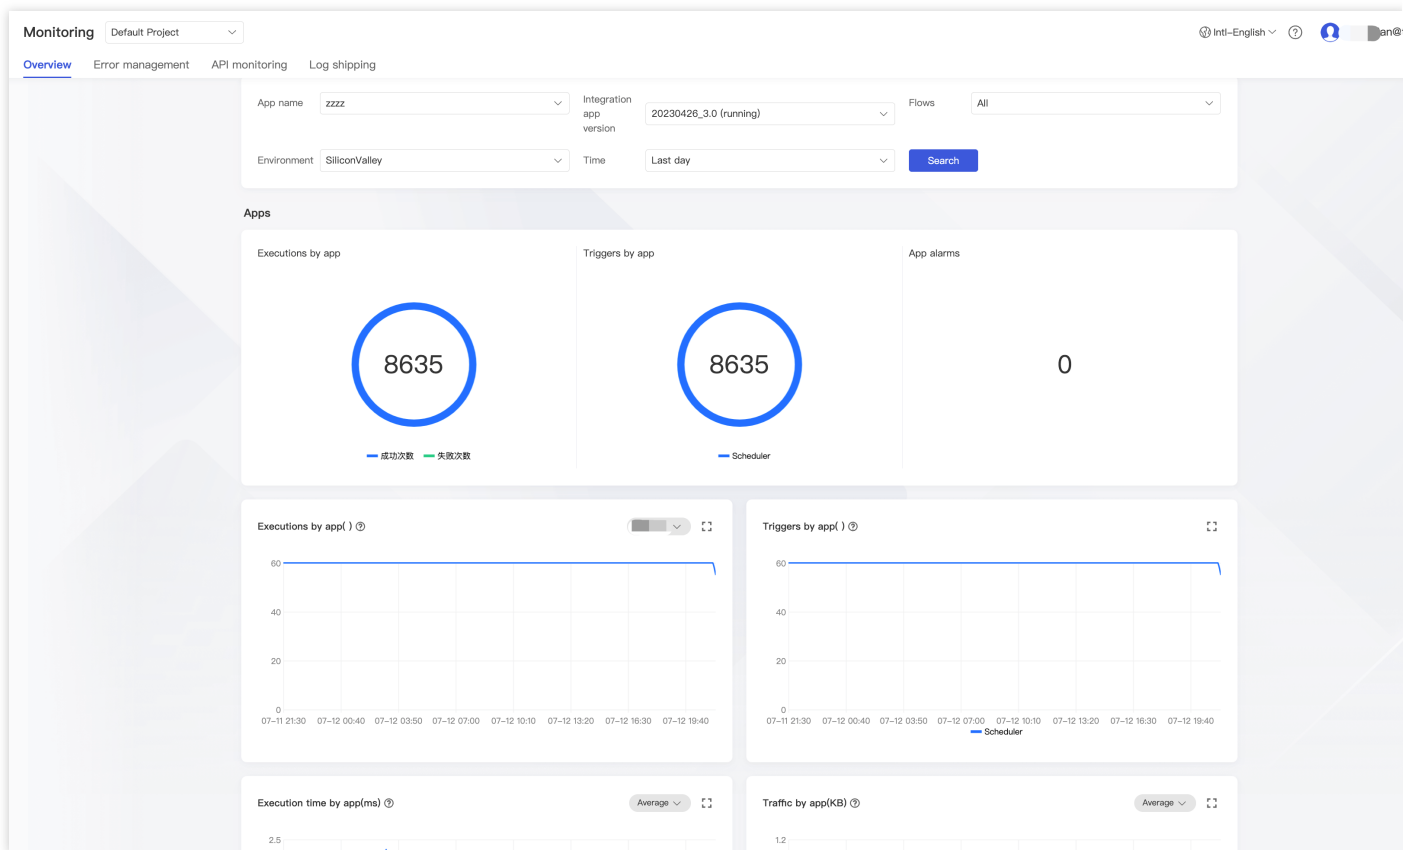 Monitoring Default Project Intl-English
Overview Error management API monitoring Log shipping
App name zzzz Integration app version 20230426_3.0 (running) Flows All
Environment SiliconValley Time Last day Search
Apps
Executions by app Triggers by app App alarms
8635 8635 0
成功次数 失败次数 Scheduler
Executions by app( )
60
40
20
0
07-11 21:30 07-12 00:40 07-12 03:50 07-12 07:00 07-12 10:10 07-12 13:20 07-12 16:30 07-12 19:40
Triggers by app( )
60
40
20
0
07-11 21:30 07-12 00:40 07-12 03:50 07-12 07:00 07-12 10:10 07-12 13:20 07-12 16:30 07-12 19:40
Scheduler
Execution time by app(ms) Average
2.5
Traffic by app(KB) Average
1.2